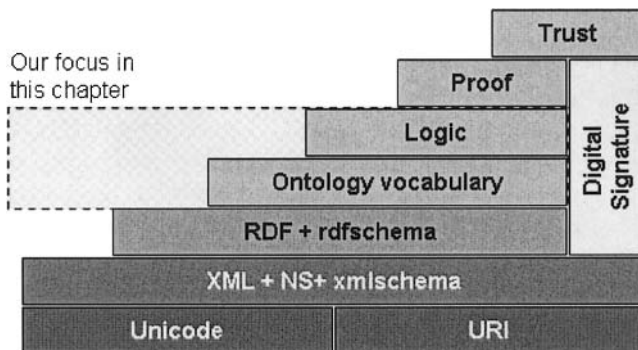 Trust
Our focus in
this chapter
Proof
Logic
Ontology vocabulary
RDF + rdfschema
Digital
Signature
XML + NS+ xmlschema
Unicode
URI